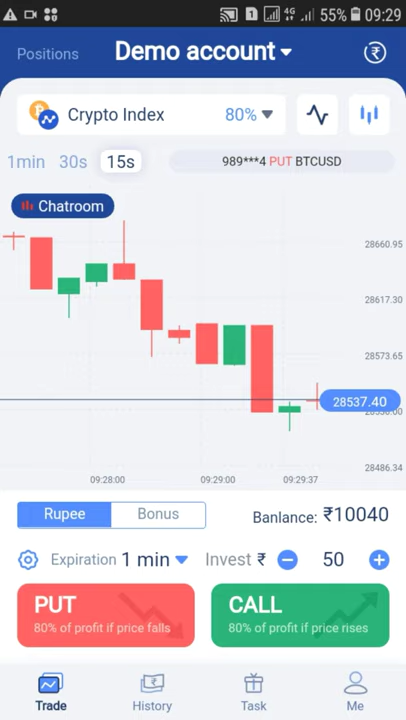 4G 55% 09:29
Positions Demo account
Crypto Index 80%
1min 30s 15s 989***4 PUT BTCUSD
Chatroom
28660.95
28617.30
28573.65
28537.40
28486.34
09:28:00 09:29:00 09:29:37
Rupee Bonus Banlance: ₹10040
Expiration 1 min Invest ₹ 50
PUT CALL
80% of profit if price falls 80% of profit if price rises
Trade History Task Me